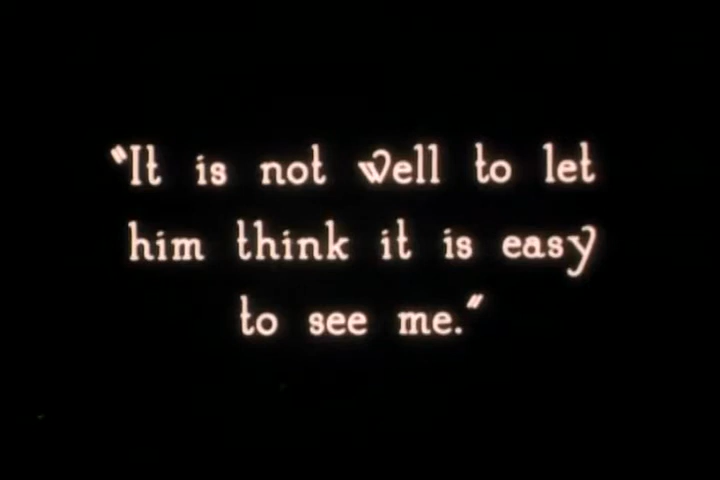 "It is not well to let
him think it is easy
to see me."